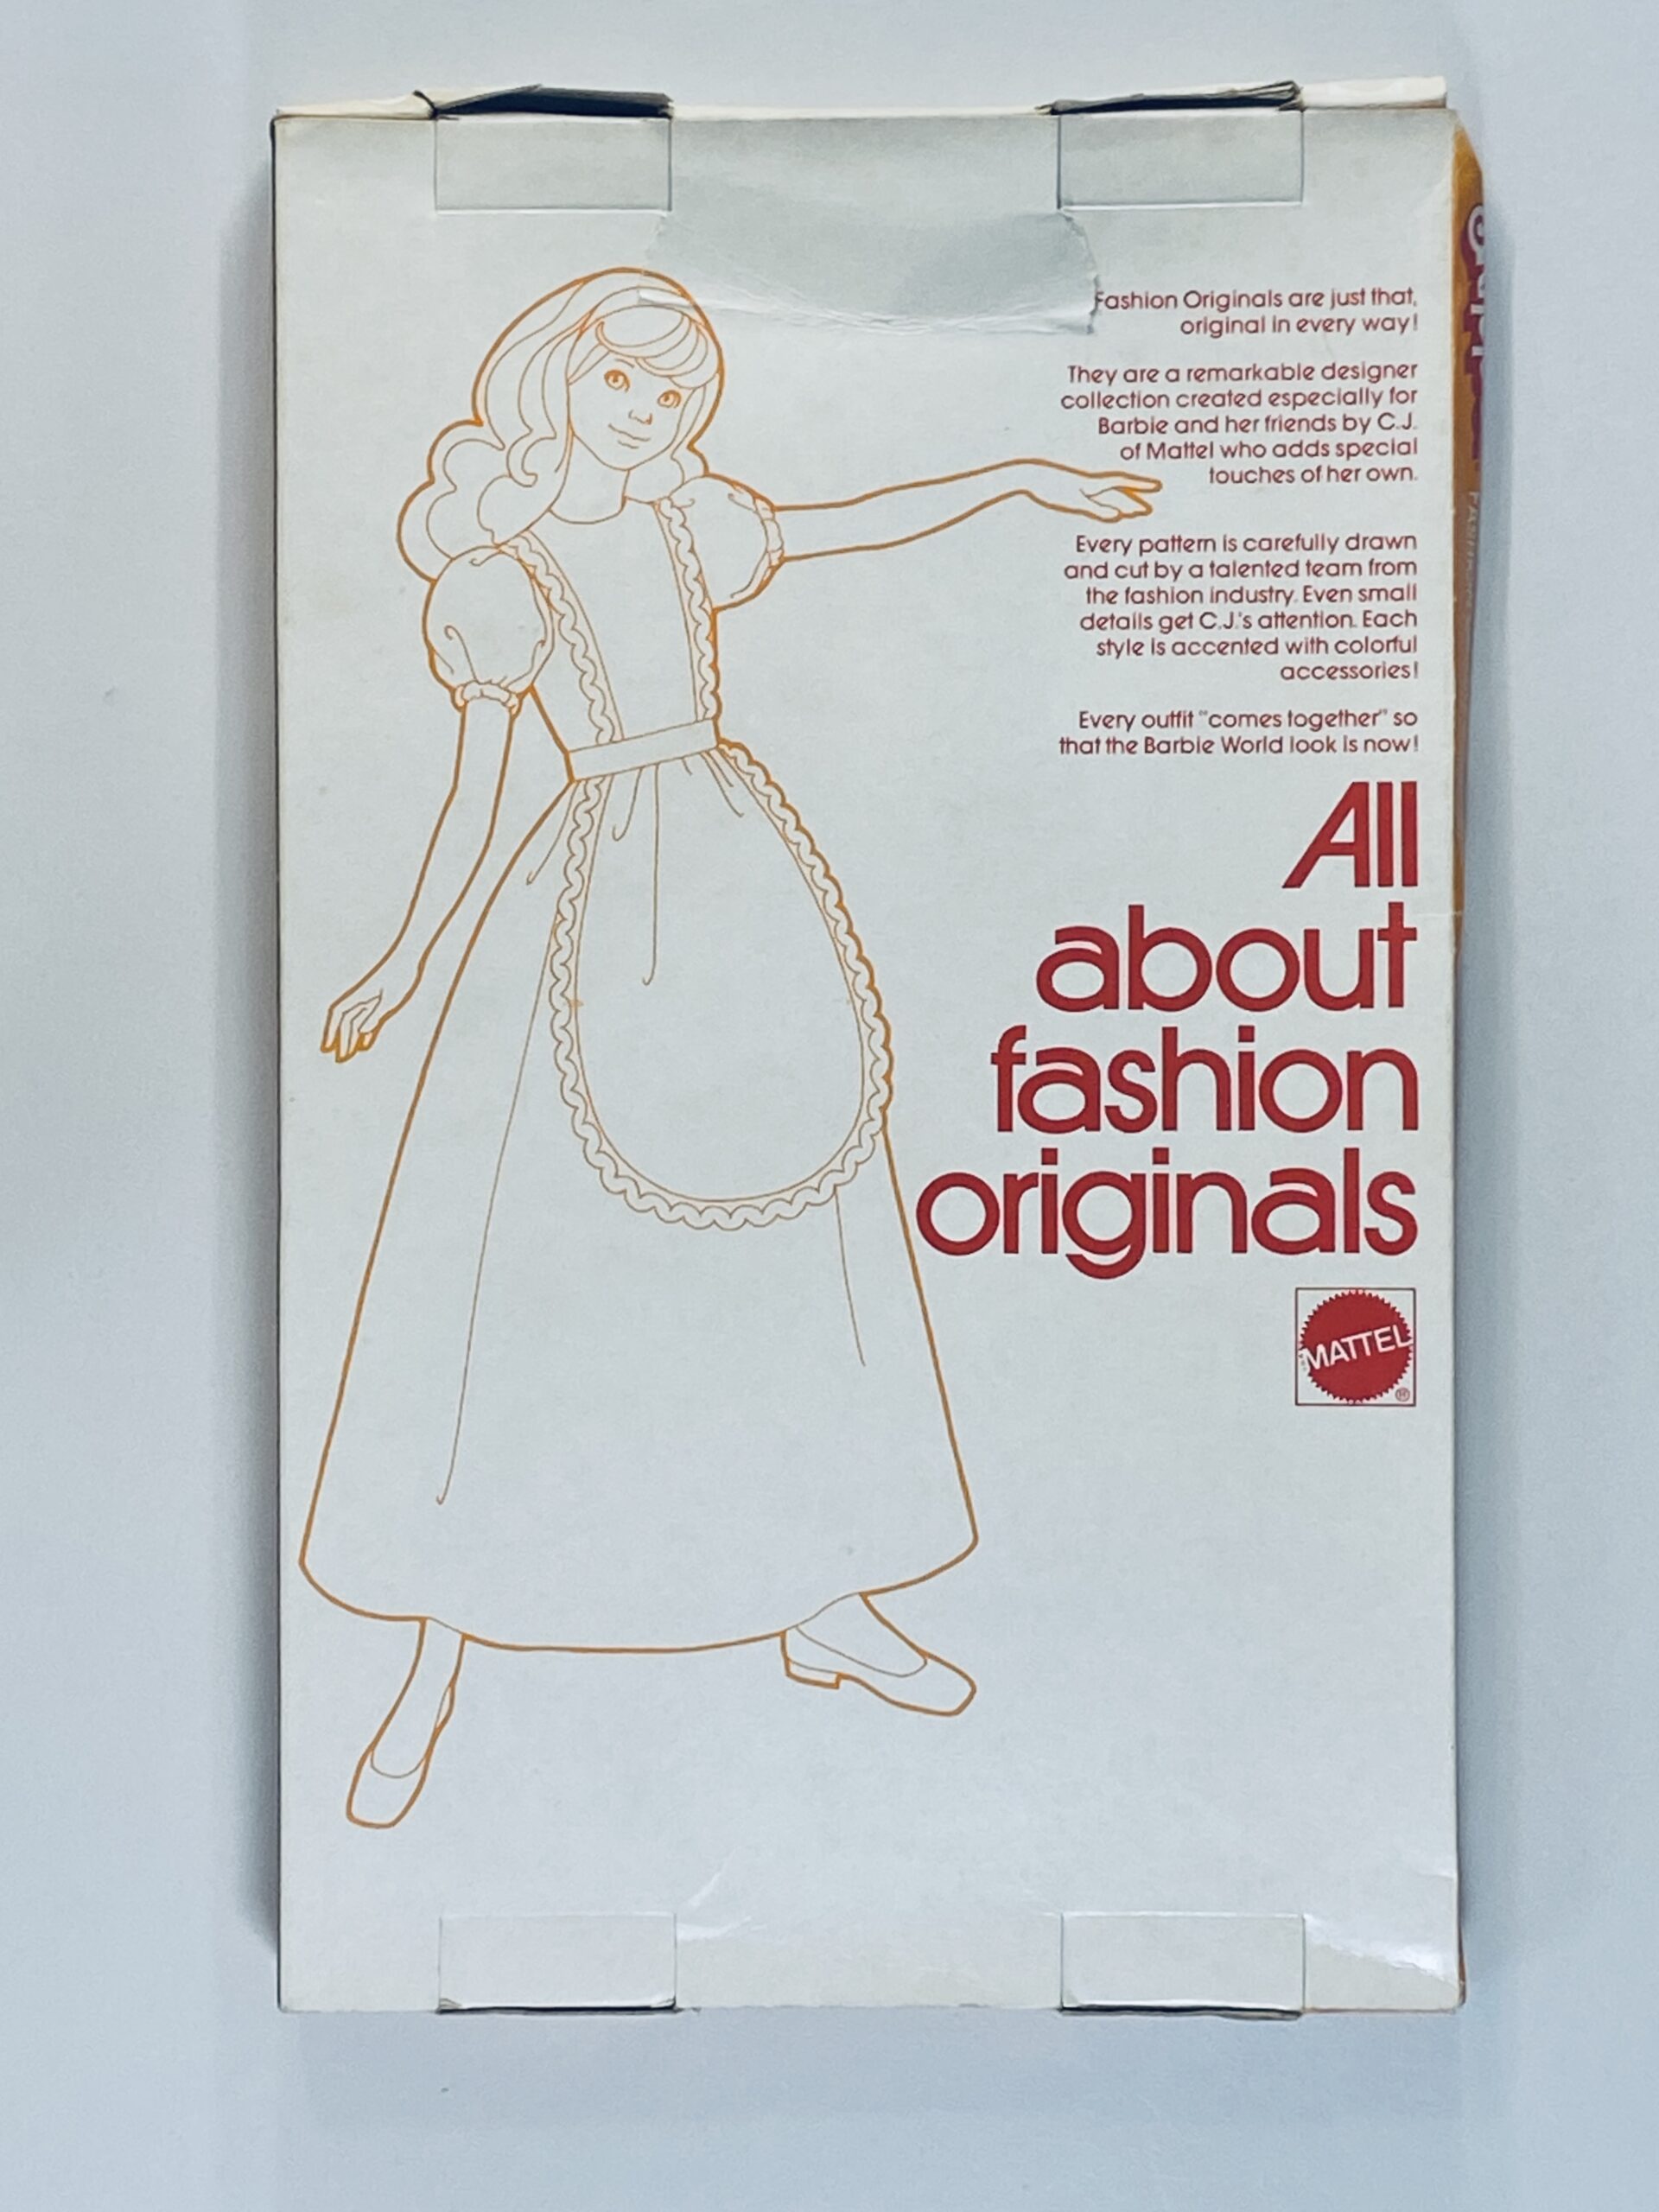 Fashion Originals are just that,
original in every way!
They are a remarkable designer
collection created especially for
Barbie and her friends by C.J.
of Mattel who adds special
touches of her own.
Every pattern is carefully drawn
and cut by a talented team from
the fashion industry. Even small
details get C.J.'s attention. Each
style is accented with colorful
accessories!
Every outfit "comes together" so
that the Barbie World look is now!
All
about
fashion
originals
MATTEL
®